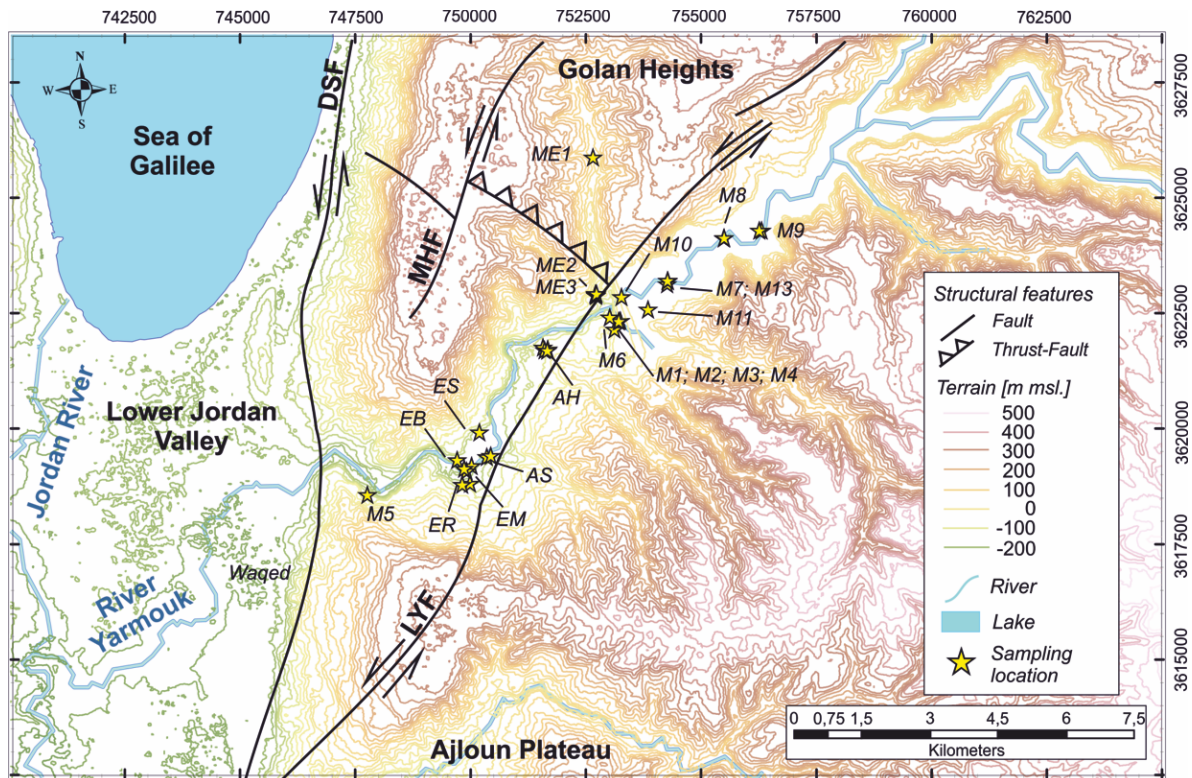 742500
745000
747500
750000
752500
755000
757500
760000
762500
N
W
E
S
Sea of
Galilee
DSF
Golan Heights
3627500
ME1
MHF
M8
M9
M10
3625000
ME2
ME3
M7; M13
M11
M6
M1; M2; M3; M4
AH
3622500
ES
EB
AS
EM
ER
M5
3620000
Jordan River
Lower Jordan
Valley
Waqed
River
Yarmouk
LYF
Ajloun Plateau
3617500
3615000
Structural features
Fault
Thrust-Fault
Terrain [m msl.]
500
400
300
200
100
0
-100
-200
River
Lake
Sampling
location
0 0,75 1,5 3 4,5 6 7,5
Kilometers